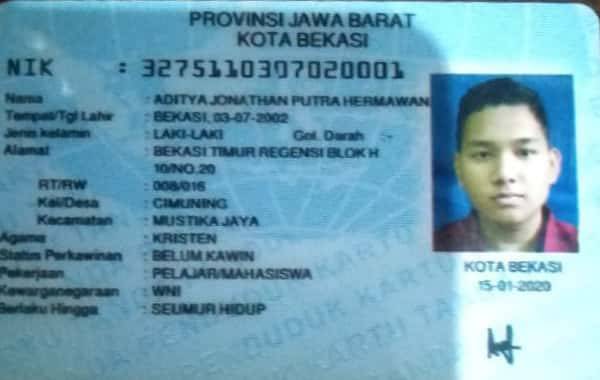 PROVINSI JAWA BARAT
KOTA BEKASI
NIK : 3275110307020001
Nama : ADITYA JONATHAN PUTRA HERMAWAN
Tempat/Tgl Lahir : BEKASI, 03-07-2002
Jenis kelamin : LAKI-LAKI Gol. Darah :-
Alamat : BEKASI TIMUR REGENSI BLOK H
10/NO.20
RT/RW : 008/016
Kel/Desa : CIMUNING
Kecamatan : MUSTIKA JAYA
Agama : KRISTEN
Status Perkawinan : BELUM KAWIN
Pekerjaan : PELAJAR/MAHASISWA
Kewarganegaraan : WNI
Berlaku Hingga : SEUMUR HIDUP
KOTA BEKASI
15-01-2020